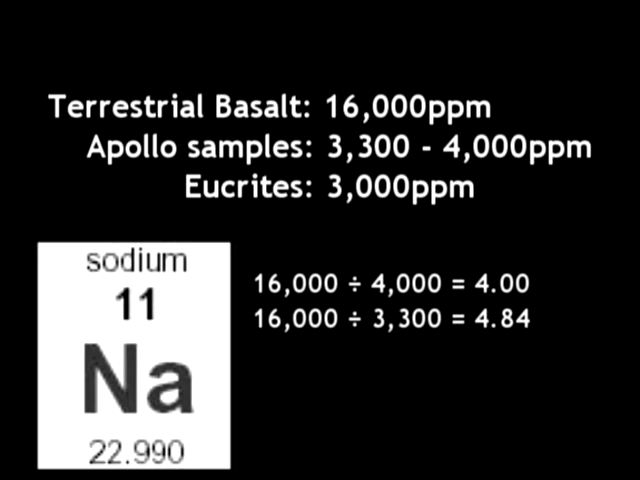 Terrestrial Basalt: 16,000ppm
Apollo samples: 3,300 - 4,000ppm
Eucrites: 3,000ppm
sodium
11
Na
22.990
16,000 ÷ 4,000 = 4.00
16,000 ÷ 3,300 = 4.84